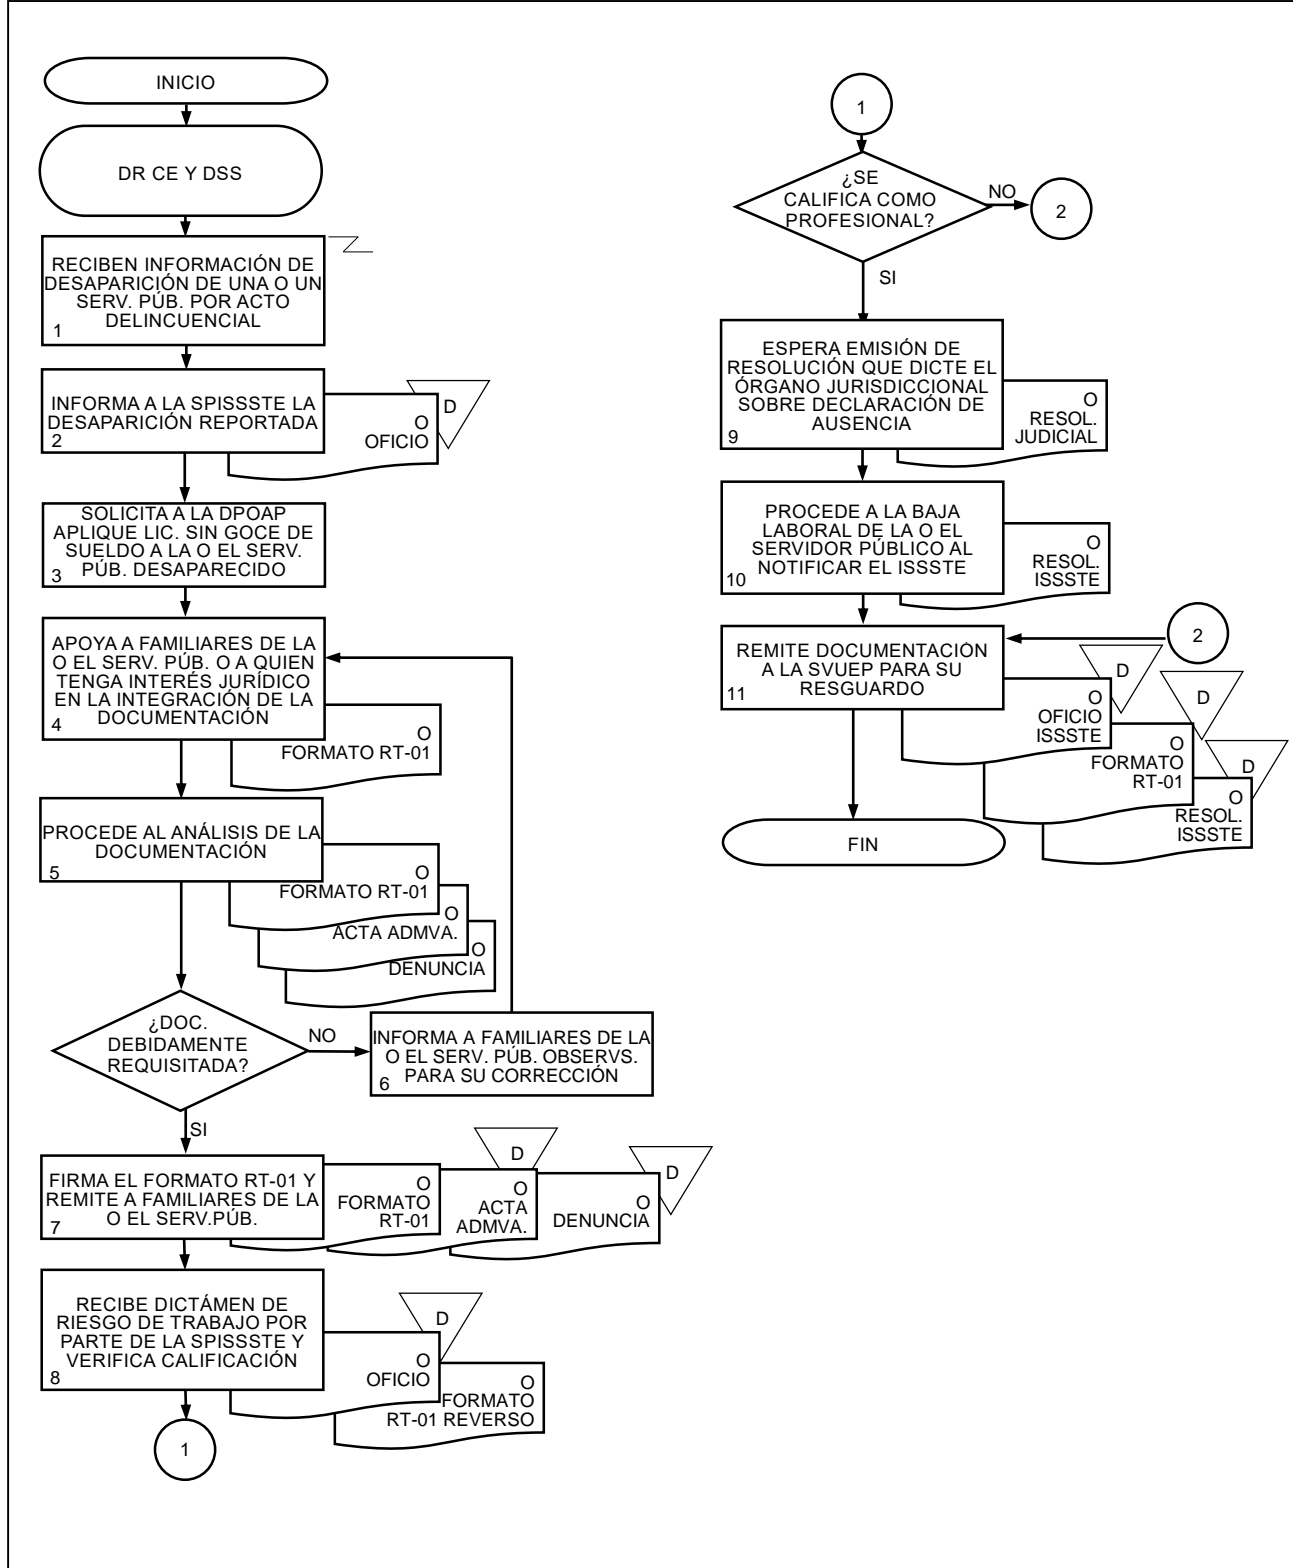 INICIO
DR CE Y DSS
RECIBEN INFORMACIÓN DE
DESAPARICIÓN DE UNA O UN
SERV. PÚB. POR ACTO
DELINCUENCIAL
1
INFORMA A LA SPISSSTE LA
DESAPARICIÓN REPORTADA
2
D
O
OFICIO
SOLICITA A LA DPOAP
APLIQUE LIC. SIN GOCE DE
SUELDO A LA O EL SERV.
PÚB. DESAPARECIDO
3
APOYA A FAMILIARES DE LA
O EL SERV. PÚB. O A QUIEN
TENGA INTERÉS JURÍDICO
EN LA INTEGRACIÓN DE LA
DOCUMENTACIÓN
4
O
FORMATO RT-01
PROCEDE AL ANÁLISIS DE LA
DOCUMENTACIÓN
5
O
FORMATO RT-01
O
ACTA ADMVA.
O
DENUNCIA
¿DOC.
DEBIDAMENTE
REQUISITADA?
NO
INFORMA A FAMILIARES DE LA
O EL SERV. PÚB. OBSERVS.
PARA SU CORRECCIÓN
6
SI
FIRMA EL FORMATO RT-01 Y
REMITE A FAMILIARES DE LA
O EL SERV.PÚB.
7
O
FORMATO
RT-01
D
O
ACTA
ADMVA.
D
O
DENUNCIA
RECIBE DICTÁMEN DE
RIESGO DE TRABAJO POR
PARTE DE LA SPISSSTE Y
VERIFICA CALIFICACIÓN
8
D
O
OFICIO
O
FORMATO
RT-01 REVERSO
1
1
¿SE
CALIFICA COMO
PROFESIONAL?
NO
2
SI
ESPERA EMISIÓN DE
RESOLUCIÓN QUE DICTE EL
ÓRGANO JURISDICCIONAL
SOBRE DECLARACIÓN DE
AUSENCIA
9
O
RESOL.
JUDICIAL
PROCEDE A LA BAJA
LABORAL DE LA O EL
SERVIDOR PÚBLICO AL
NOTIFICAR EL ISSSTE
10
O
RESOL.
ISSSTE
2
REMITE DOCUMENTACIÓN
A LA SVUEP PARA SU
RESGUARDO
11
D
O
OFICIO
ISSSTE
D
O
FORMATO
RT-01
D
O
RESOL.
ISSSTE
FIN